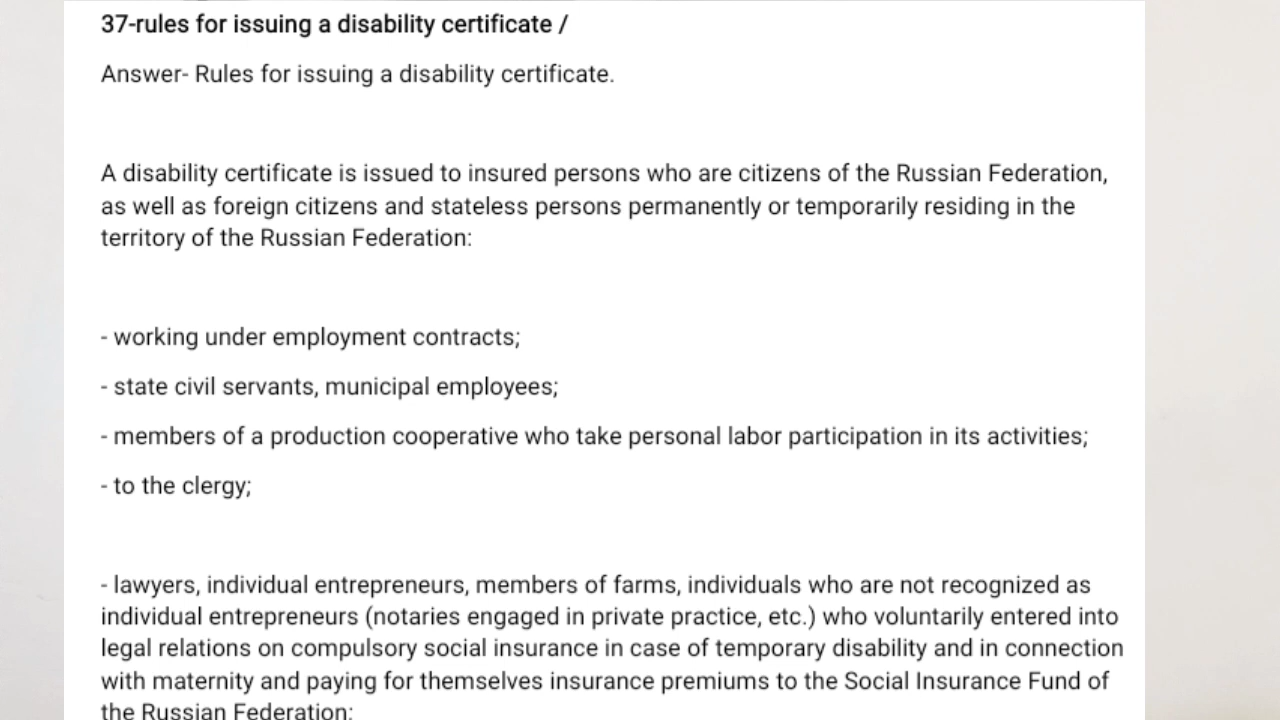 37-rules for issuing a disability certificate /
Answer- Rules for issuing a disability certificate.
A disability certificate is issued to insured persons who are citizens of the Russian Federation,
as well as foreign citizens and stateless persons permanently or temporarily residing in the
territory of the Russian Federation:
- working under employment contracts;
- state civil servants, municipal employees;
- members of a production cooperative who take personal labor participation in its activities;
- to the clergy;
- lawyers, individual entrepreneurs, members of farms, individuals who are not recognized as
individual entrepreneurs (notaries engaged in private practice, etc.) who voluntarily entered into
legal relations on compulsory social insurance in case of temporary disability and in connection
with maternity and paying for themselves insurance premiums to the Social Insurance Fund of
the Russian Federation: